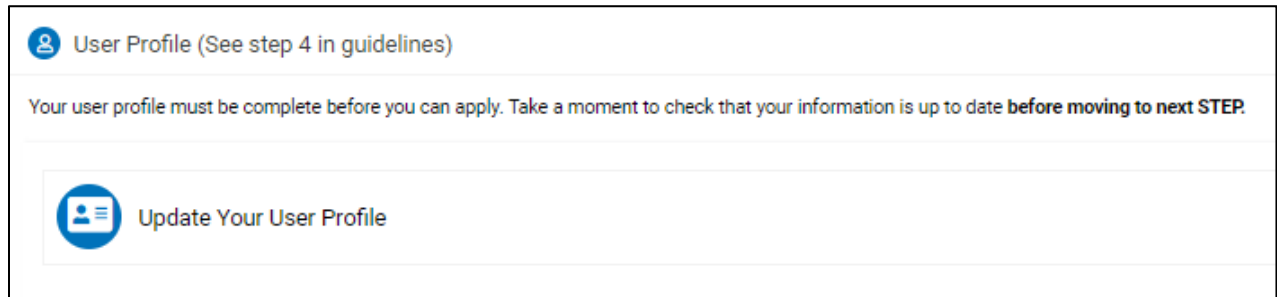 User Profile (See step 4 in guidelines)
Your user profile must be complete before you can apply. Take a moment to check that your information is up to date before moving to next STEP.
Update Your User Profile